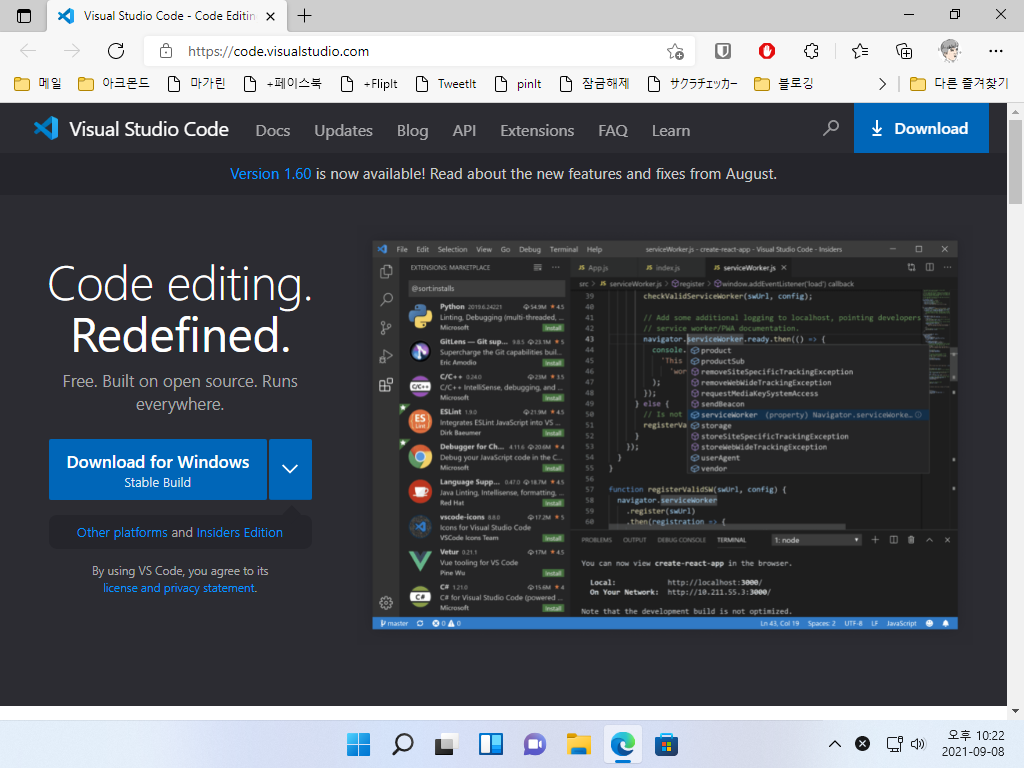 Visual Studio Code - Code Editin
https://code.visualstudio.com
메일
아크몬드
마가린
+페이스북
+FlipIt
TweetIt
pinIt
잠금해제
サクラチェッカー
블로깅
다른 즐겨찾기
Visual Studio Code
Docs
Updates
Blog
API
Extensions
FAQ
Learn
Download
Version 1.60 is now available! Read about the new features and fixes from August.
Code editing.
Redefined.
Free. Built on open source. Runs
everywhere.
Download for Windows
Stable Build
Other platforms and Insiders Edition
By using VS Code, you agree to its
license and privacy statement.
File Edit Selection View Go Debug Terminal Help
serviceWorker.js - create-react-app - Visual Studio Code - Insiders
EXTENSIONS: MARKETPLACE
@sort:installs
Python 2019.6.24221 54.9M 4.5
Linting, Debugging (multi-threaded, ...
Microsoft Install
GitLens — Git sup... 9.8.5 23.1M 5
Supercharge the Git capabilities buil...
Eric Amodio Install
C/C++ 0.24.0 23M 3.5
C/C++ IntelliSense, debugging, and ...
Microsoft Install
ESLint 1.9.0 21.9M 4.5
Integrates ESLint JavaScript into VS ...
Dirk Baeumer Install
Debugger for Ch... 4.11.6 20.6M 4
Debug your JavaScript code in the C...
Microsoft Install
Language Supp... 0.47.0 18.7M 4.5
Java Linting, Intellisense, formatting, ...
Red Hat Install
vscode-icons 8.8.0 17.2M 5
Icons for Visual Studio Code
VSCode Icons Team Install
Vetur 0.21.1 17M 4.5
Vue tooling for VS Code
Pine Wu Install
C# 1.21.0 15.6M 4
C# for Visual Studio Code (powered ...
Microsoft Install
JS App.js
JS index.js
JS serviceWorker.js
src > JS serviceWorker.js > register > window.addEventListener('load') callback
39 checkValidServiceWorker(swUrl, config);
40
41 // Add some additional logging to localhost, pointing developers
42 // service worker/PWA documentation.
43 navigator.serviceWorker.ready.then(() => {
44 console.
45 'This
46 'wor
47 );
48 });
49 } else {
50 // Is not
51 registerVa
52 }
53 });
54 }
55 }
56
57 function registerValidSW(swUrl, config) {
58 navigator.serviceWorker
59 .register(swUrl)
60 .then(registration => {
product
productSub
removeSiteSpecificTrackingException
removeWebWideTrackingException
requestMediaKeySystemAccess
sendBeacon
serviceWorker (property) Navigator.serviceWorke...
storage
storeSiteSpecificTrackingException
storeWebWideTrackingException
userAgent
vendor
PROBLEMS OUTPUT DEBUG CONSOLE TERMINAL
1: node
You can now view create-react-app in the browser.
Local: http://localhost:3000/
On Your Network: http://10.211.55.3:3000/
Note that the development build is not optimized.
master 0 0
Ln 43, Col 19 Spaces: 2 UTF-8 LF JavaScript
오후 10:22
2021-09-08